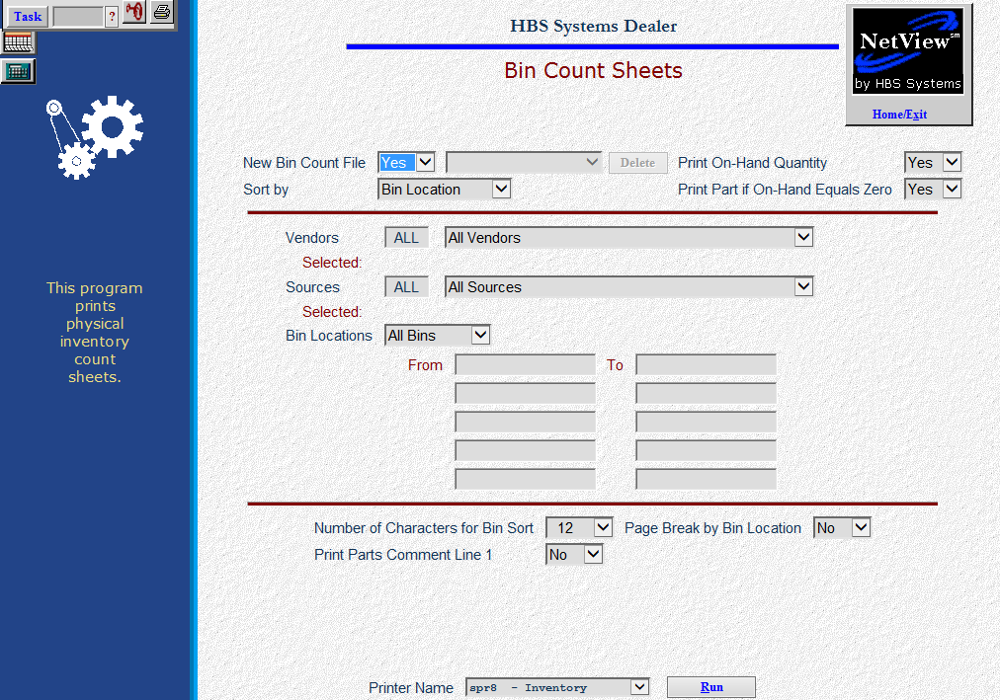 Task ?
HBS Systems Dealer
NetView℠
by HBS Systems
Home/Exit
Bin Count Sheets
New Bin Count File Yes Delete Print On-Hand Quantity Yes
Sort by Bin Location Print Part if On-Hand Equals Zero Yes
Vendors ALL All Vendors
Selected:
Sources ALL All Sources
Selected:
Bin Locations All Bins
From To
This program
prints
physical
inventory
count
sheets.
Number of Characters for Bin Sort 12 Page Break by Bin Location No
Print Parts Comment Line 1 No
Printer Name spr8 - Inventory Run